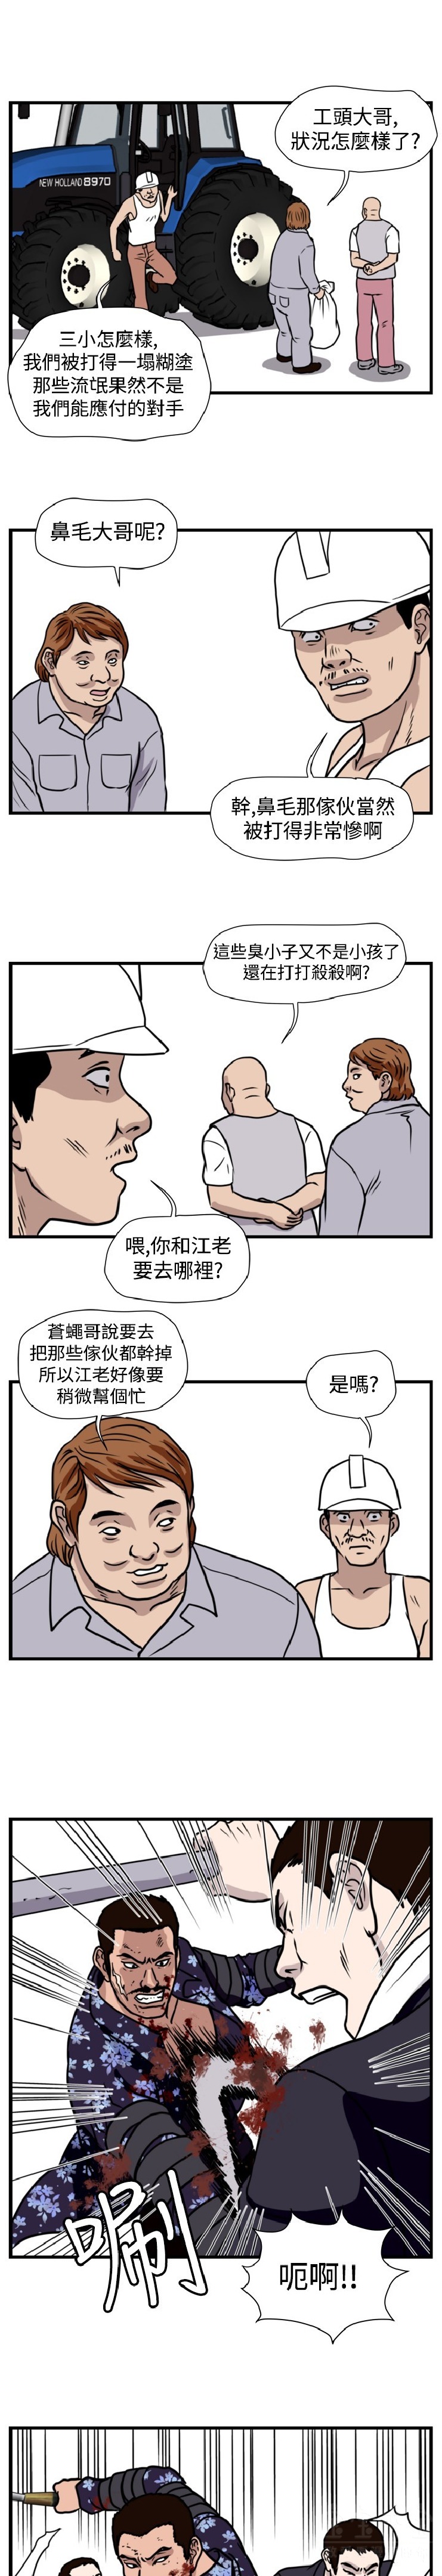 工頭大哥,
狀況怎麼樣了?
NEW HOLLAND 8970
三小怎麼樣,
我們被打得一塌糊塗
那些流氓果然不是
我們能應付的對手
鼻毛大哥呢?
幹,鼻毛那傢伙當然
被打得非常慘啊
這些臭小子又不是小孩了
還在打打殺殺啊?
喂,你和江老
要去哪裡?
蒼蠅哥說要去
把那些傢伙都幹掉
所以江老好像要
稍微幫個忙
是嗎?
唰
呃啊!!